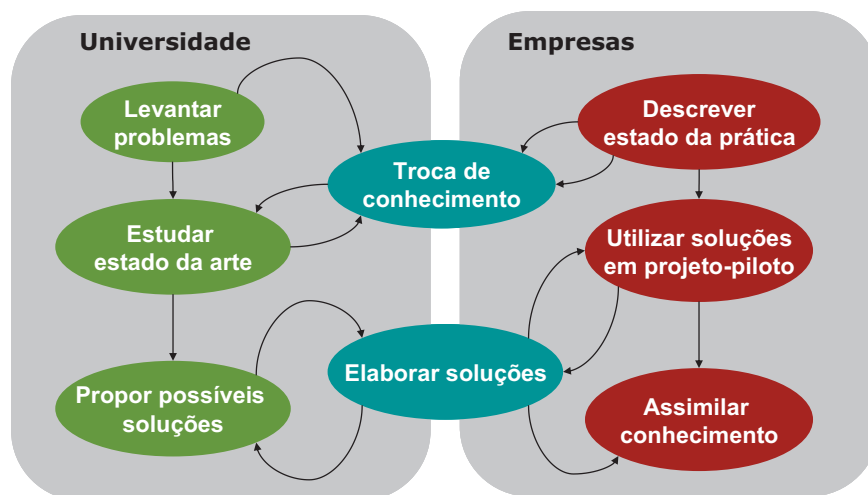 Universidade
Empresas
Levantar
problemas
Descrever
estado da prática
Troca de
conhecimento
Estudar
estado da arte
Utilizar soluções
em projeto-piloto
Propor possíveis
soluções
Elaborar soluções
Assimilar
conhecimento